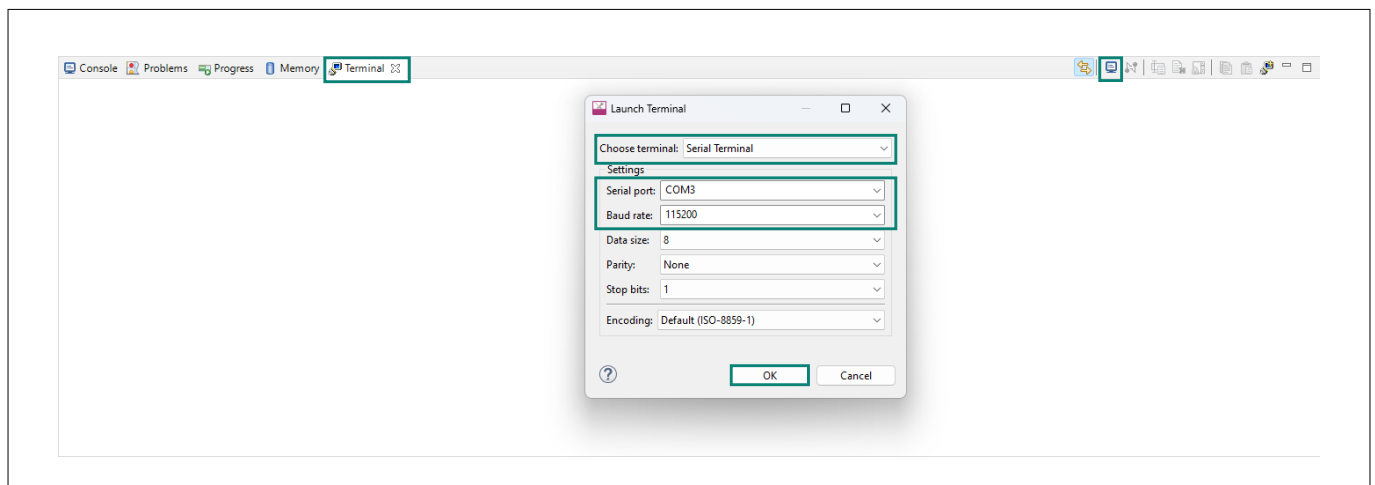 Console Problems Progress Memory Terminal
Launch Terminal
Choose terminal: Serial Terminal
Settings
Serial port: COM3
Baud rate: 115200
Data size: 8
Parity: None
Stop bits: 1
Encoding: Default (ISO-8859-1)
? OK Cancel